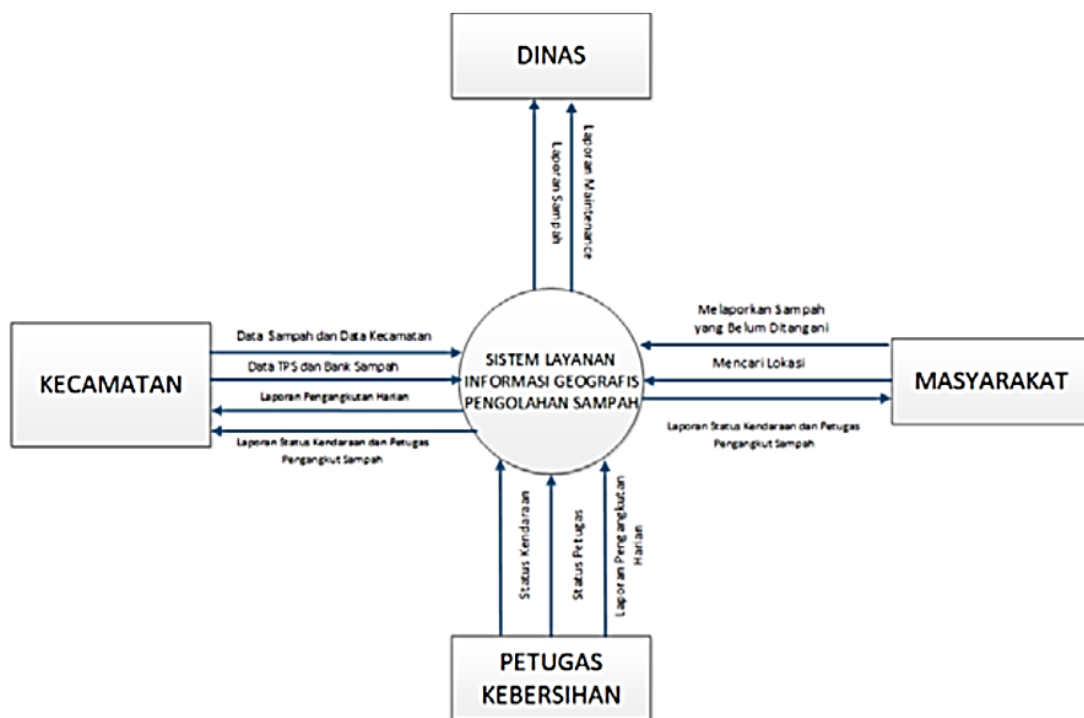 DINAS
Laporan Sampah
Laporan Maintenance
KECAMATAN
Data Sampah dan Data Kecamatan
Data TPS dan Bank Sampah
Laporan Pengangkutan Harian
Laporan Status Kendaraan dan Petugas
Pengangkut Sampah
SISTEM LAYANAN
INFORMASI GEOGRAFIS
PENGOLAHAN SAMPAH
Melaporkan Sampah
yang Belum Ditangani
Mencari Lokasi
Laporan Status Kendaraan dan Petugas
Pengangkut Sampah
MASYARAKAT
Status Kendaraan
Status Petugas
Laporan Pengangkutan
Harian
PETUGAS
KEBERSIHAN